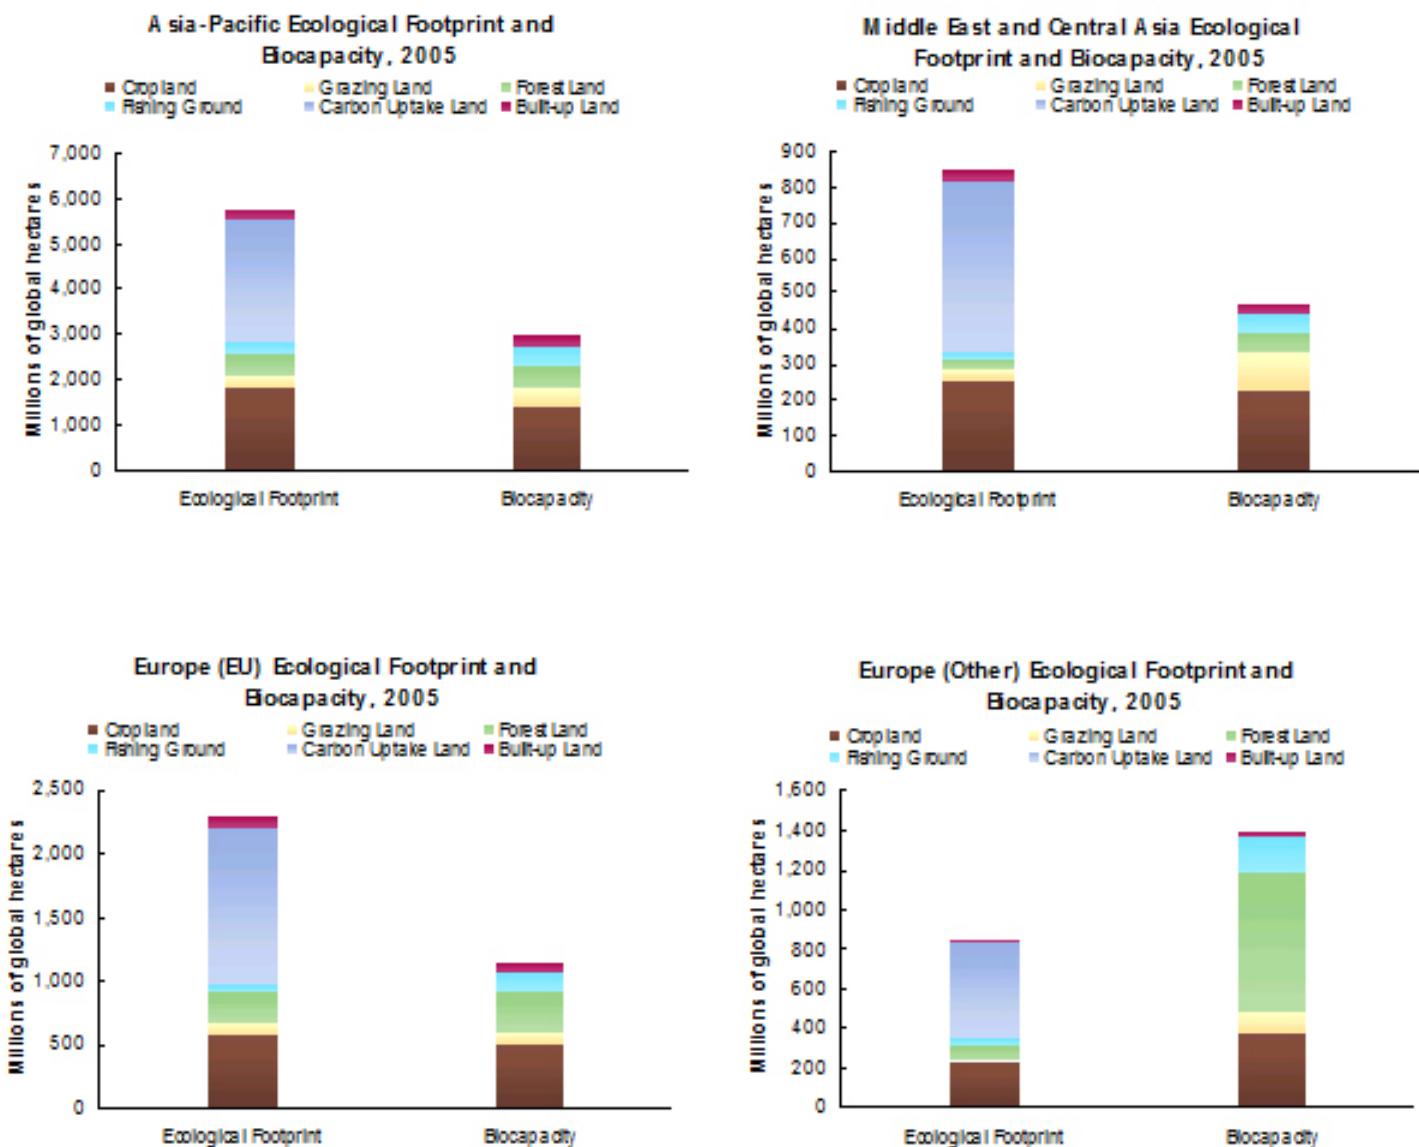 Asia-Pacific Ecological Footprint and
Biocapacity, 2005
Cropland Grazing Land Forest Land
Fishing Ground Carbon Uptake Land Built-up Land
7,000
6,000
5,000
4,000
3,000
2,000
1,000
0
Millions of global hectares
Ecological Footprint Biocapacity
Middle East and Central Asia Ecological
Footprint and Biocapacity, 2005
Cropland Grazing Land Forest Land
Fishing Ground Carbon Uptake Land Built-up Land
900
800
700
600
500
400
300
200
100
0
Millions of global hectares
Ecological Footprint Biocapacity
Europe (EU) Ecological Footprint and
Biocapacity, 2005
Cropland Grazing Land Forest Land
Fishing Ground Carbon Uptake Land Built-up Land
2,500
2,000
1,500
1,000
500
0
Millions of global hectares
Ecological Footprint Biocapacity
Europe (Other) Ecological Footprint and
Biocapacity, 2005
Cropland Grazing Land Forest Land
Fishing Ground Carbon Uptake Land Built-up Land
1,600
1,400
1,200
1,000
800
600
400
200
0
Millions of global hectares
Ecological Footprint Biocapacity